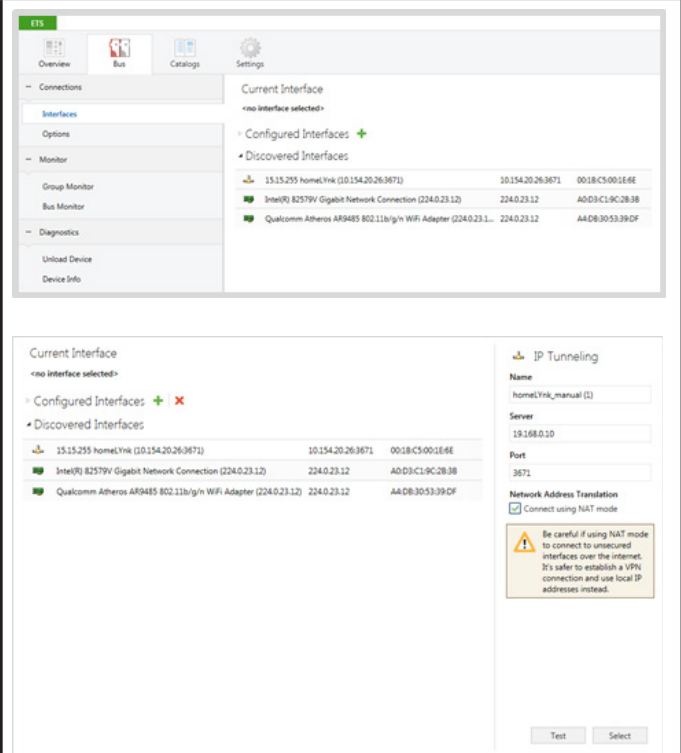 ETS
Overview Bus Catalogs Settings
Connections
Interfaces
Options
Monitor
Group Monitor
Bus Monitor
Diagnostics
Unload Device
Device Info
Current Interface
<no interface selected>
Configured Interfaces
Discovered Interfaces
15.15.255 homeLYnk (10.154.20.26:3671) 10.154.20.26:3671 00:18:C5:00:1E:6E
Intel(R) 82579V Gigabit Network Connection (224.0.23.12) 224.0.23.12 A0:D3:C1:9C:2B:3B
Qualcomm Atheros AR9485 802.11b/g/n WiFi Adapter (224.0.23.1... 224.0.23.12 A4:DB:30:53:39:DF
Current Interface
<no interface selected>
Configured Interfaces
Discovered Interfaces
15.15.255 homeLYnk (10.154.20.26:3671) 10.154.20.26:3671 00:18:C5:00:1E:6E
Intel(R) 82579V Gigabit Network Connection (224.0.23.12) 224.0.23.12 A0:D3:C1:9C:2B:3B
Qualcomm Atheros AR9485 802.11b/g/n WiFi Adapter (224.0.23.12) 224.0.23.12 A4:DB:30:53:39:DF
IP Tunneling
Name
homeLYnk_manual (1)
Server
19.168.0.10
Port
3671
Network Address Translation
Connect using NAT mode
Be careful if using NAT mode
to connect to unsecured
interfaces over the internet.
It's safer to establish a VPN
connection and use local IP
addresses instead.
Test Select